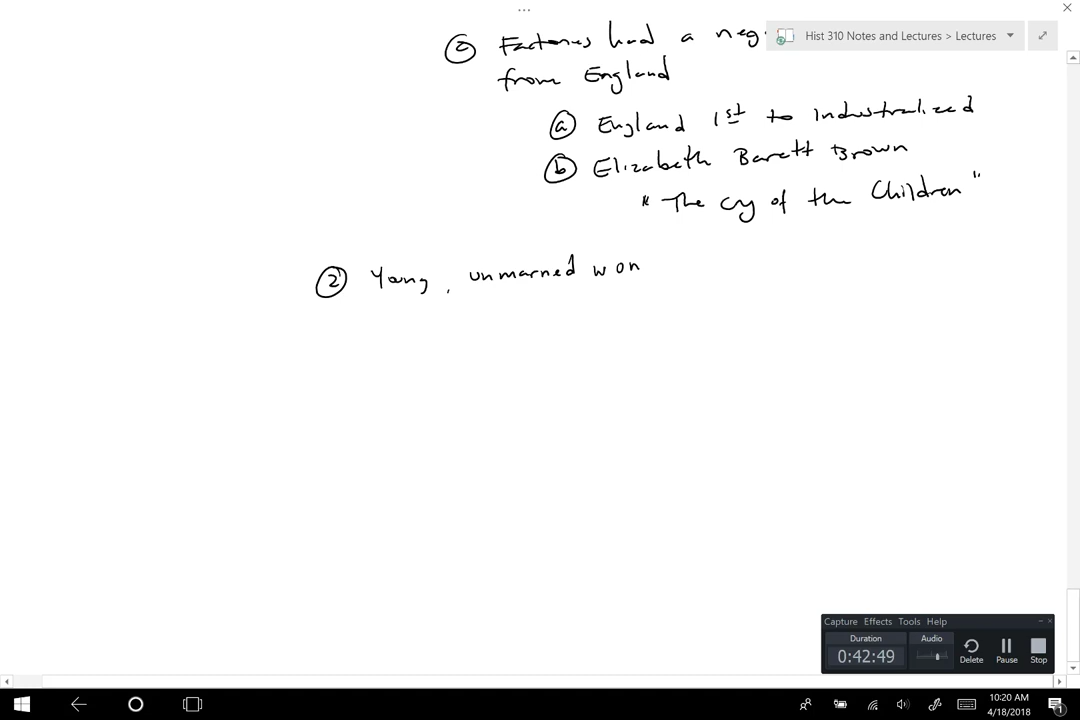 ...
Hist 310 Notes and Lectures > Lectures
Factories had a neg
from England
(a) England 1st to Industrialized
(b) Elizabeth Barett Brown
"The cry of the Children"
(2) Young, unmarried won
Capture Effects Tools Help
Duration Audio
0:42:49
Delete Pause Stop
10:20 AM
4/18/2018
1